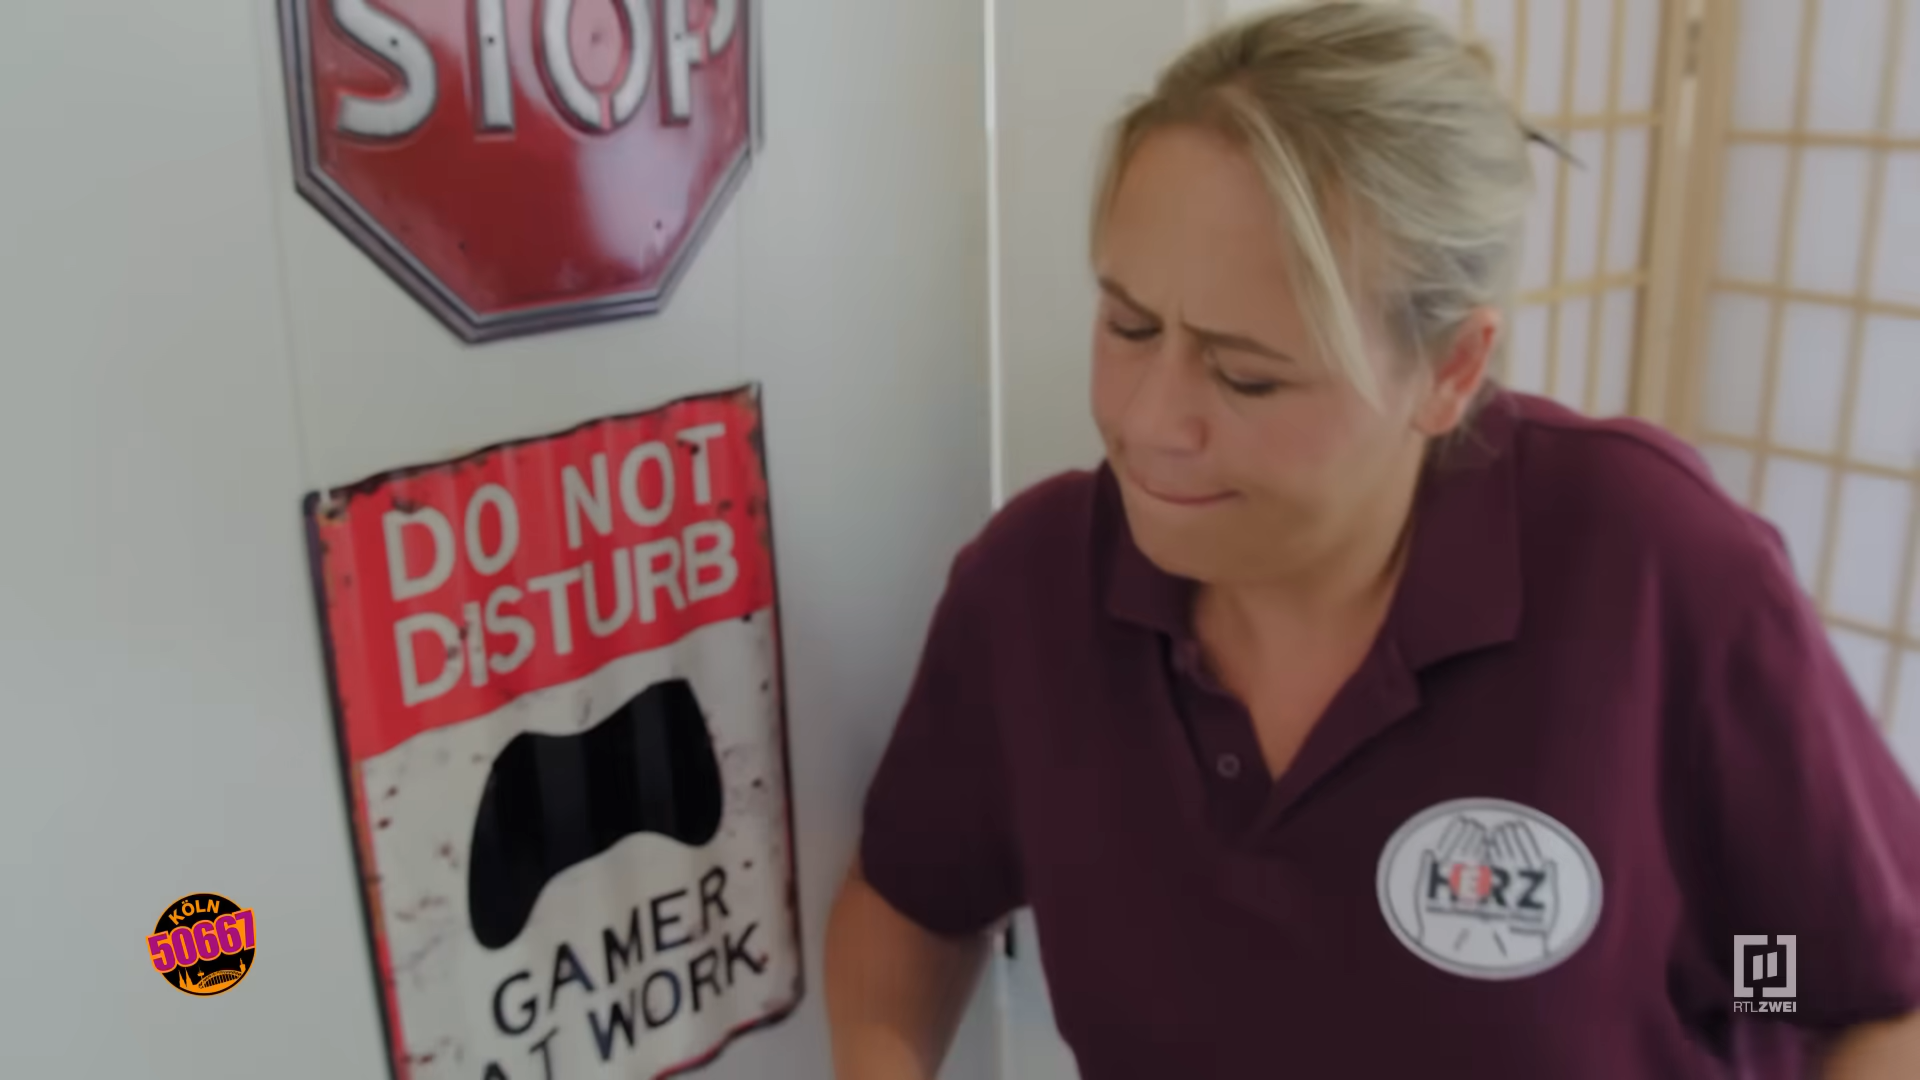 STOP
DO NOT
DISTURB
GAMER
AT WORK
HERZ
KÖLN
50667
RTLZWEI